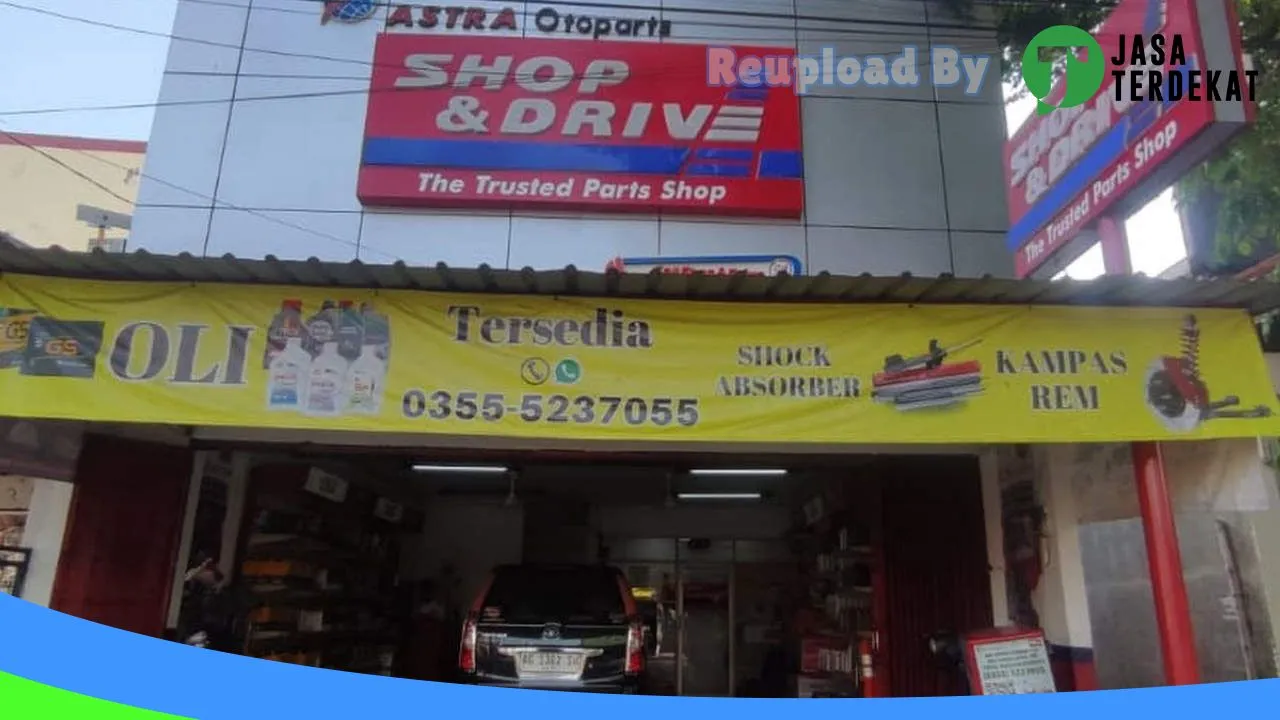 ASTRA Otoparts
SHOP
& DRIVE
The Trusted Parts Shop
Reupload By
JASA
TERDEKAT
SHOP
& DRIVE
The Trusted Parts Shop
GS
GS
OLI
Tersedia
0355-5237055
SHOCK
ABSORBER
KAMPAS
REM